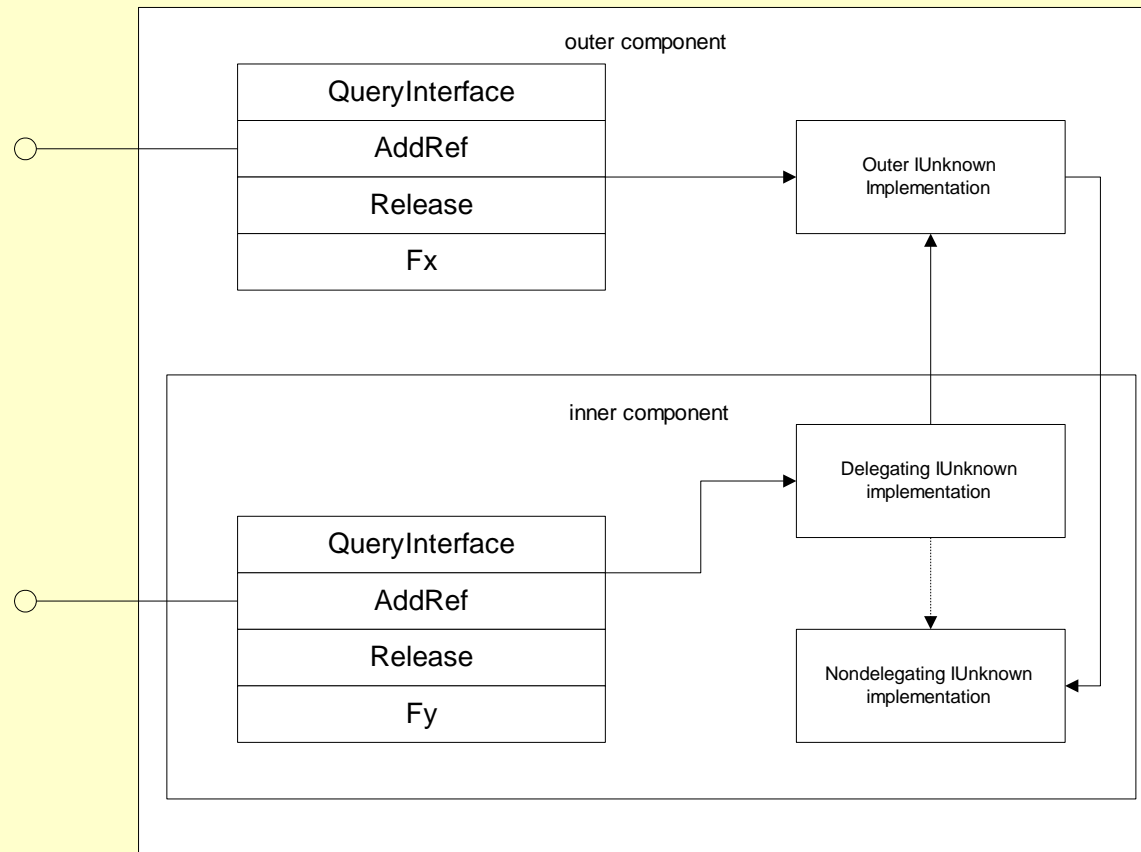 outer component
QueryInterface
AddRef
Release
Fx
Outer IUnknown
Implementation
inner component
Delegating IUnknown
implementation
QueryInterface
AddRef
Release
Fy
Nondelegating IUnknown
implementation